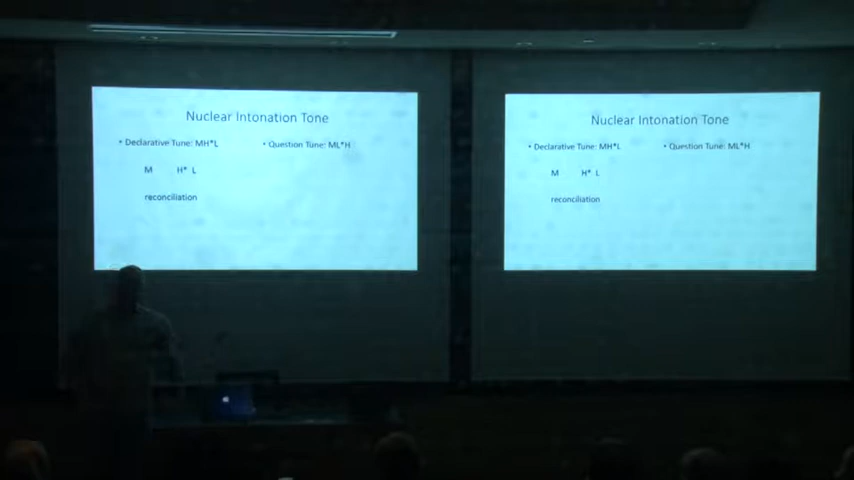 Nuclear Intonation Tone
• Declarative Tune: MH*L
• Question Tune: ML*H
M H* L
reconciliation
Nuclear Intonation Tone
• Declarative Tune: MH*L
• Question Tune: ML*H
M H* L
reconciliation